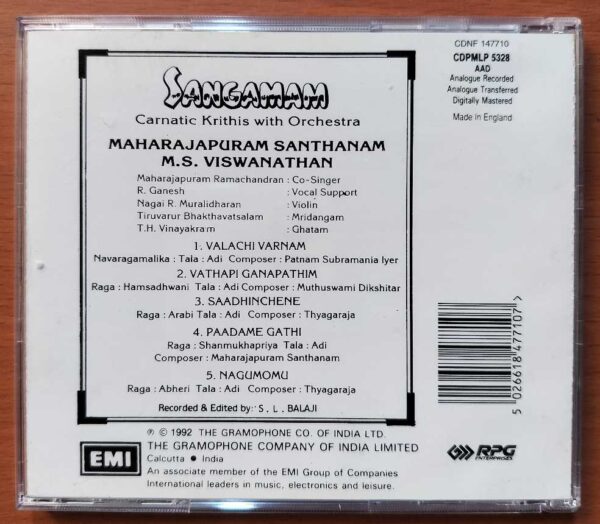 CDNF 147710
CDPMLP 5328
AAD
Analogue Recorded
Analogue Transferred
Digitally Mastered
Made in England
SANGAMAM
Carnatic Krithis with Orchestra
MAHARAJAPURAM SANTHANAM
M.S. VISWANATHAN
Maharajapuram Ramachandran : Co-Singer
R. Ganesh : Vocal Support
Nagai R. Muralidharan : Violin
Tiruvarur Bhakthavatsalam : Mridangam
T.H. Vinayakram : Ghatam
1. VALACHI VARNAM
Navaragamalika : Tala : Adi Composer : Patnam Subramania Iyer
2. VATHAPI GANAPATHIM
Raga : Hamsadhwani Tala : Adi Composer : Muthuswami Dikshitar
3. SAADHINCHENE
Raga : Arabi Tala : Adi Composer : Thyagaraja
4. PAADAME GATHI
Raga : Shanmukhapriya Tala : Adi
Composer : Maharajapuram Santhanam
5. NAGUMOMU
Raga : Abheri Tala : Adi Composer : Thyagaraja
Recorded & Edited by: S. L. BALAJI
5 026618 477107 >
℗ © 1992 THE GRAMOPHONE CO. OF INDIA LTD.
EMI
THE GRAMOPHONE COMPANY OF INDIA LIMITED
Calcutta ● India
An associate member of the EMI Group of Companies
International leaders in music, electronics and leisure.
RPG
ENTERPRISES